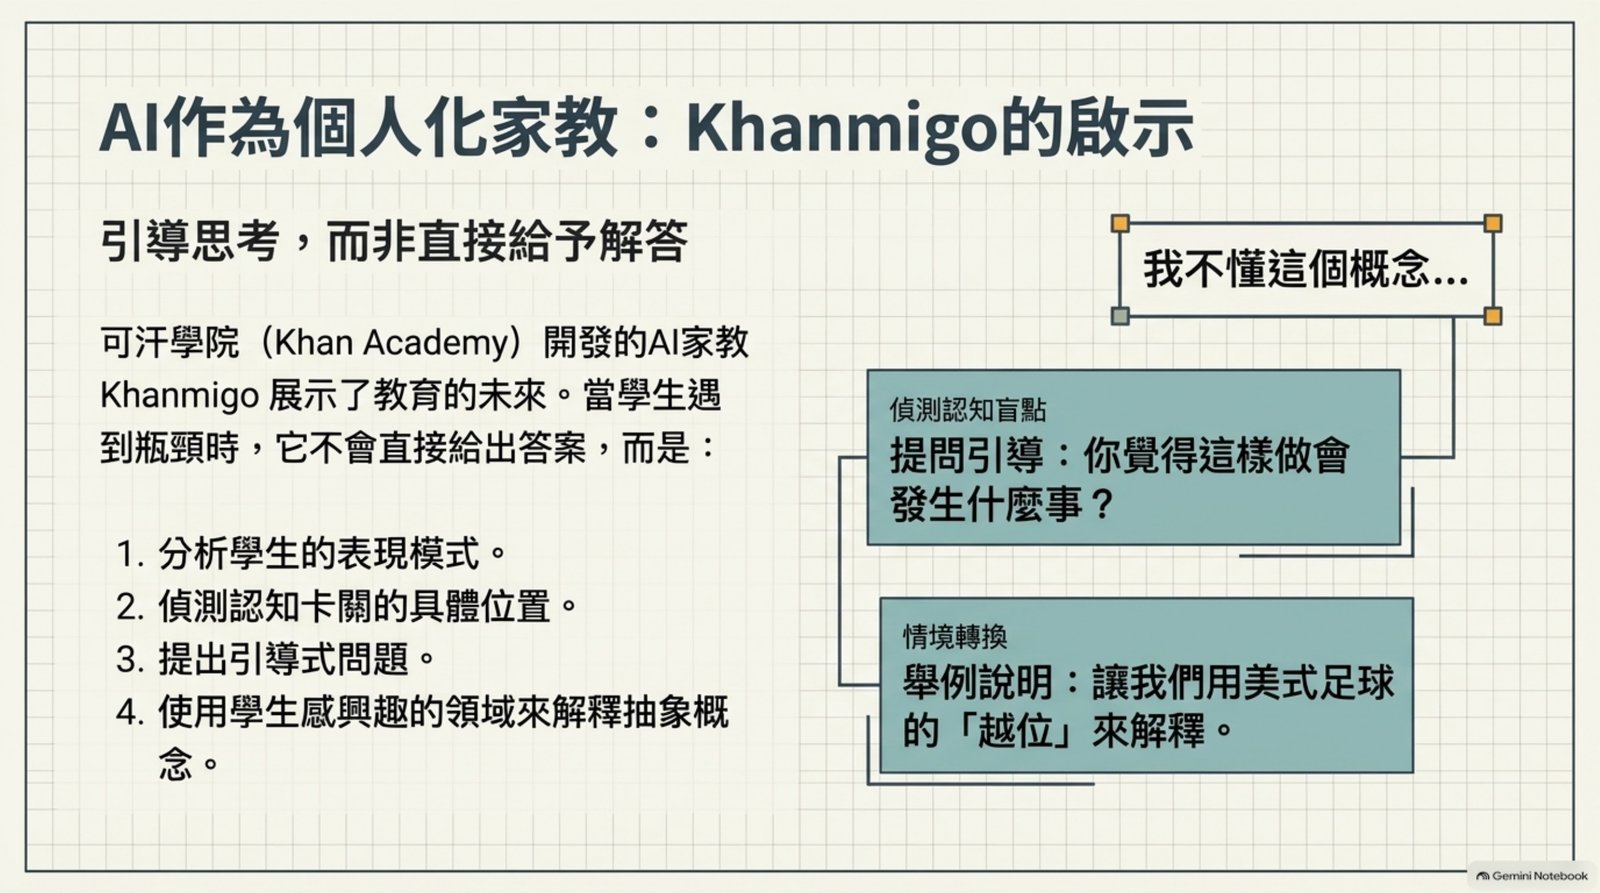 AI作為個人化家教：Khanmigo的啟示
引導思考，而非直接給予解答
可汗學院（Khan Academy）開發的AI家教
Khanmigo 展示了教育的未來。當學生遇
到瓶頸時，它不會直接給出答案，而是：
1. 分析學生的表現模式。
2. 偵測認知卡關的具體位置。
3. 提出引導式問題。
4. 使用學生感興趣的領域來解釋抽象概
念。
我不懂這個概念...
偵測認知盲點
提問引導：你覺得這樣做會
發生什麼事？
情境轉換
舉例說明：讓我們用美式足球
的「越位」來解釋。
Gemini Notebook